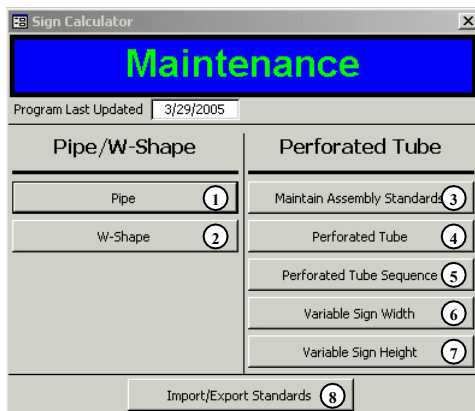 Sign Calculator
Maintenance
Program Last Updated 3/29/2005
Pipe/W-Shape
Pipe 1
W-Shape 2
Perforated Tube
Maintain Assembly Standards 3
Perforated Tube 4
Perforated Tube Sequence 5
Variable Sign Width 6
Variable Sign Height 7
Import/Export Standards 8